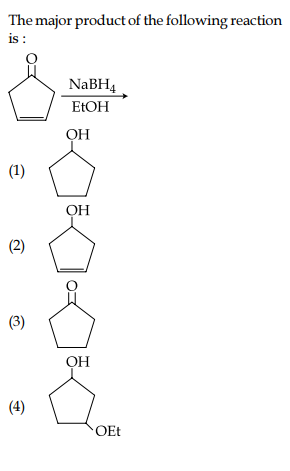 The major product of the following reaction
is :
O
NaBH4
EtOH
OH
(1)
OH
(2)
O
(3)
OH
(4)
OEt